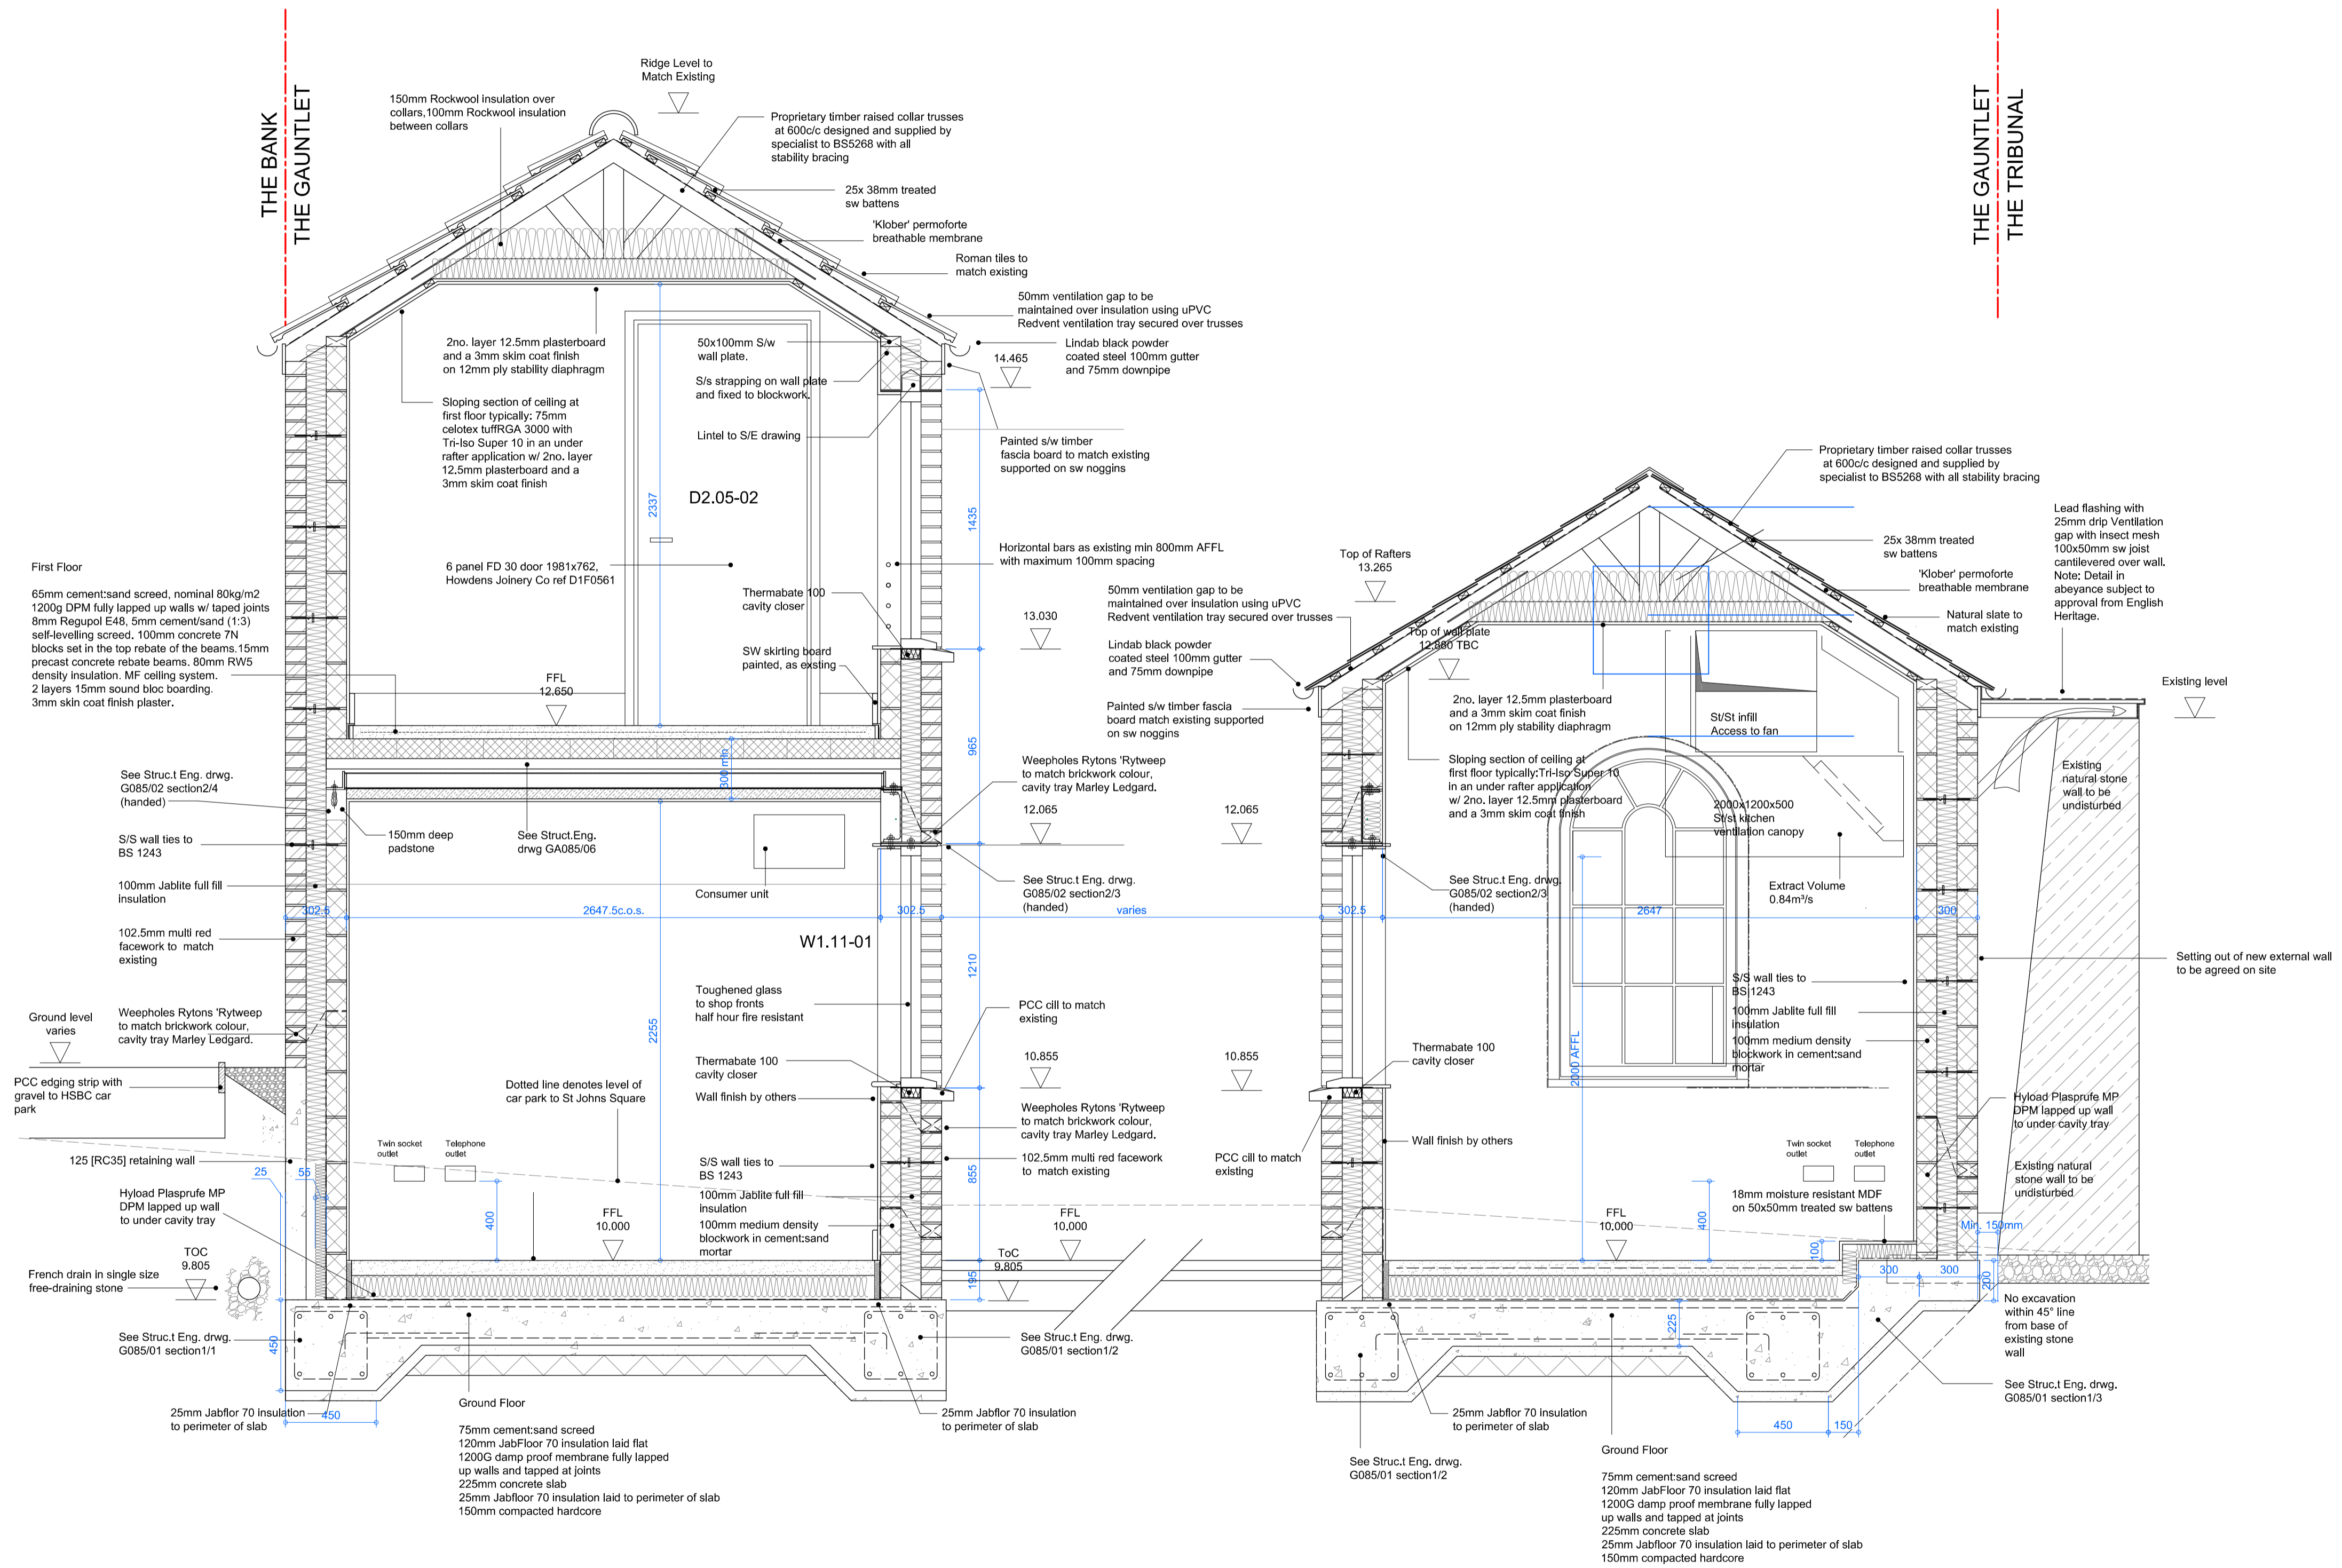 THE BANK
THE GAUNTLET
THE GAUNTLET
THE TRIBUNAL
Ridge Level to
Match Existing
150mm Rockwool insulation over
collars,100mm Rockwool insulation
between collars
Proprietary timber raised collar trusses
at 600c/c designed and supplied by
specialist to BS5268 with all
stability bracing
25x 38mm treated
sw battens
'Klober' permoforte
breathable membrane
Roman tiles to
match existing
50mm ventilation gap to be
maintained over insulation using uPVC
Redvent ventilation tray secured over trusses
Lindab black powder
coated steel 100mm gutter
and 75mm downpipe
14.465
2no. layer 12.5mm plasterboard
and a 3mm skim coat finish
on 12mm ply stability diaphragm
50x100mm S/w
wall plate.
S/s strapping on wall plate
and fixed to blockwork.
Sloping section of ceiling at
first floor typically: 75mm
celotex tuffRGA 3000 with
Tri-Iso Super 10 in an under
rafter application w/ 2no. layer
12.5mm plasterboard and a
3mm skim coat finish
Lintel to S/E drawing
Painted s/w timber
fascia board to match existing
supported on sw noggins
D2.05-02
2337
1435
6 panel FD 30 door 1981x762,
Howdens Joinery Co ref D1F0561
Horizontal bars as existing min 800mm AFFL
with maximum 100mm spacing
Thermabate 100
cavity closer
13.030
SW skirting board
painted, as existing
FFL
12.650
First Floor
65mm cement:sand screed, nominal 80kg/m2
1200g DPM fully lapped up walls w/ taped joints
8mm Regupol E48, 5mm cement/sand (1:3)
self-levelling screed. 100mm concrete 7N
blocks set in the top rebate of the beams.15mm
precast concrete rebate beams. 80mm RW5
density insulation. MF ceiling system.
2 layers 15mm sound bloc boarding.
3mm skin coat finish plaster.
965
300 min
See Struc.t Eng. drwg.
G085/02 section2/4
(handed)
150mm deep
padstone
See Struct.Eng.
drwg GA085/06
S/S wall ties to
BS 1243
100mm Jablite full fill
insulation
102.5mm multi red
facework to match
existing
Consumer unit
302.5
2647.5c.o.s.
302.5
varies
302.5
2647
300
W1.11-01
Weepholes Rytons 'Rytweep
to match brickwork colour,
cavity tray Marley Ledgard.
12.065
12.065
See Struc.t Eng. drwg.
G085/02 section2/3
(handed)
1210
2255
Toughened glass
to shop fronts
half hour fire resistant
PCC cill to match
existing
10.855
10.855
Ground level
varies
Weepholes Rytons 'Rytweep
to match brickwork colour,
cavity tray Marley Ledgard.
PCC edging strip with
gravel to HSBC car
park
125 [RC35] retaining wall
25
55
Hyload Plasprufe MP
DPM lapped up wall
to under cavity tray
TOC
9.805
French drain in single size
free-draining stone
See Struc.t Eng. drwg.
G085/01 section1/1
450
450
25mm Jabflor 70 insulation
to perimeter of slab
Dotted line denotes level of
car park to St Johns Square
Twin socket
outlet
Telephone
outlet
400
FFL
10,000
Thermabate 100
cavity closer
Wall finish by others
S/S wall ties to
BS 1243
100mm Jablite full fill
insulation
100mm medium density
blockwork in cement:sand
mortar
Weepholes Rytons 'Rytweep
to match brickwork colour,
cavity tray Marley Ledgard.
102.5mm multi red facework
to match existing
855
195
FFL
10,000
ToC
9.805
See Struc.t Eng. drwg.
G085/01 section1/2
25mm Jabflor 70 insulation
to perimeter of slab
Ground Floor
75mm cement:sand screed
120mm JabFloor 70 insulation laid flat
1200G damp proof membrane fully lapped
up walls and tapped at joints
225mm concrete slab
25mm Jabfloor 70 insulation laid to perimeter of slab
150mm compacted hardcore
Proprietary timber raised collar trusses
at 600c/c designed and supplied by
specialist to BS5268 with all stability bracing
25x 38mm treated
sw battens
'Klober' permoforte
breathable membrane
Natural slate to
match existing
Lead flashing with
25mm drip Ventilation
gap with insect mesh
100x50mm sw joist
cantilevered over wall.
Note: Detail in
abeyance subject to
approval from English
Heritage.
Existing level
Top of Rafters
13.265
50mm ventilation gap to be
maintained over insulation using uPVC
Redvent ventilation tray secured over trusses
Lindab black powder
coated steel 100mm gutter
and 75mm downpipe
Painted s/w timber fascia
board match existing supported
on sw noggins
Top of wall plate
12.880 TBC
2no. layer 12.5mm plasterboard
and a 3mm skim coat finish
on 12mm ply stability diaphragm
Sloping section of ceiling at
first floor typically:Tri-Iso Super 10
in an under rafter application
w/ 2no. layer 12.5mm plasterboard
and a 3mm skim coat finish
St/St infill
Access to fan
2000x1200x500
St/st kitchen
ventilation canopy
Extract Volume
0.84m³/s
See Struc.t Eng. drwg.
G085/02 section2/3
(handed)
Existing
natural stone
wall to be
undisturbed
Setting out of new external wall
to be agreed on site
S/S wall ties to
BS 1243
100mm Jablite full fill
insulation
100mm medium density
blockwork in cement:sand
mortar
2000 AFFL
Thermabate 100
cavity closer
Wall finish by others
PCC cill to match
existing
Hyload Plasprufe MP
DPM lapped up wall
to under cavity tray
Twin socket
outlet
Telephone
outlet
Existing natural
stone wall to be
undisturbed
18mm moisture resistant MDF
on 50x50mm treated sw battens
FFL
10,000
400
100
Min. 150mm
300
300
200
225
No excavation
within 45° line
from base of
existing stone
wall
See Struc.t Eng. drwg.
G085/01 section1/3
450
150
25mm Jabflor 70 insulation
to perimeter of slab
See Struc.t Eng. drwg.
G085/01 section1/2
Ground Floor
75mm cement:sand screed
120mm JabFloor 70 insulation laid flat
1200G damp proof membrane fully lapped
up walls and tapped at joints
225mm concrete slab
25mm Jabfloor 70 insulation laid to perimeter of slab
150mm compacted hardcore